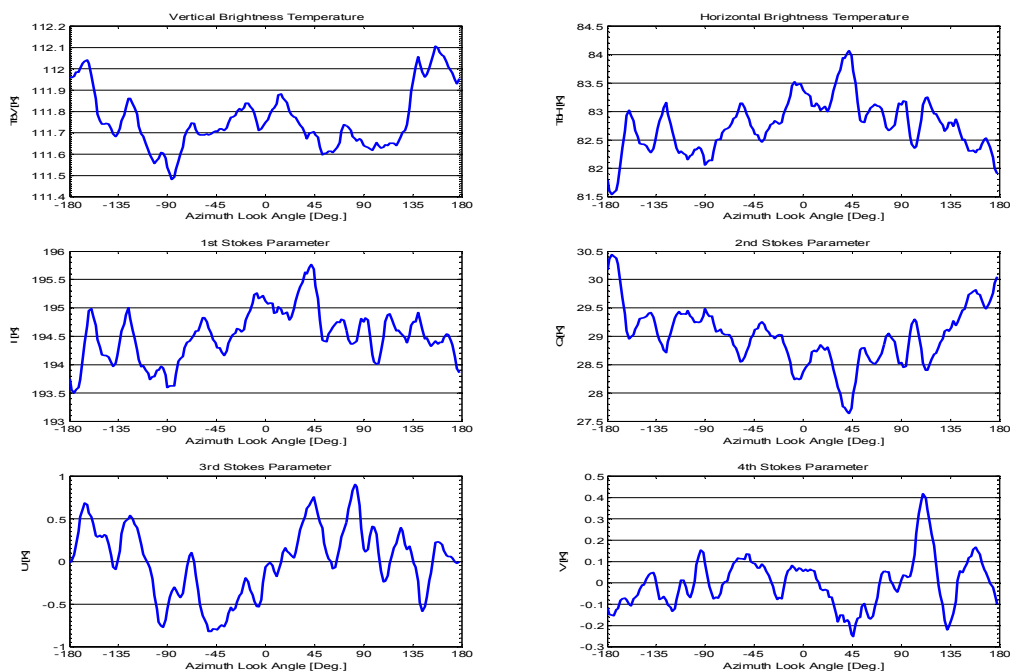 Vertical Brightness Temperature
112.2
112.1
112
111.9
111.8
111.7
111.6
111.5
111.4
-180 -135 -90 -45 0 45 90 135 180
Azimuth Look Angle [Deg.]
Horizontal Brightness Temperature
84.5
84
83.5
83
82.5
82
81.5
-180 -135 -90 -45 0 45 90 135 180
Azimuth Look Angle [Deg.]
1st Stokes Parameter
I [K]
196
195.5
195
194.5
194
193.5
193
-180 -135 -90 -45 0 45 90 135 180
Azimuth Look Angle [Deg.]
2nd Stokes Parameter
Q[K]
30.5
30
29.5
29
28.5
28
27.5
-180 -135 -90 -45 0 45 90 135 180
Azimuth Look Angle [Deg.]
3rd Stokes Parameter
U[K]
1
0.5
0
-0.5
-1
-180 -135 -90 -45 0 45 90 135 180
Azimuth Look Angle [Deg.]
4th Stokes Parameter
V[K]
0.5
0.4
0.3
0.2
0.1
0
-0.1
-0.2
-0.3
-180 -135 -90 -45 0 45 90 135 180
Azimuth Look Angle [Deg.]